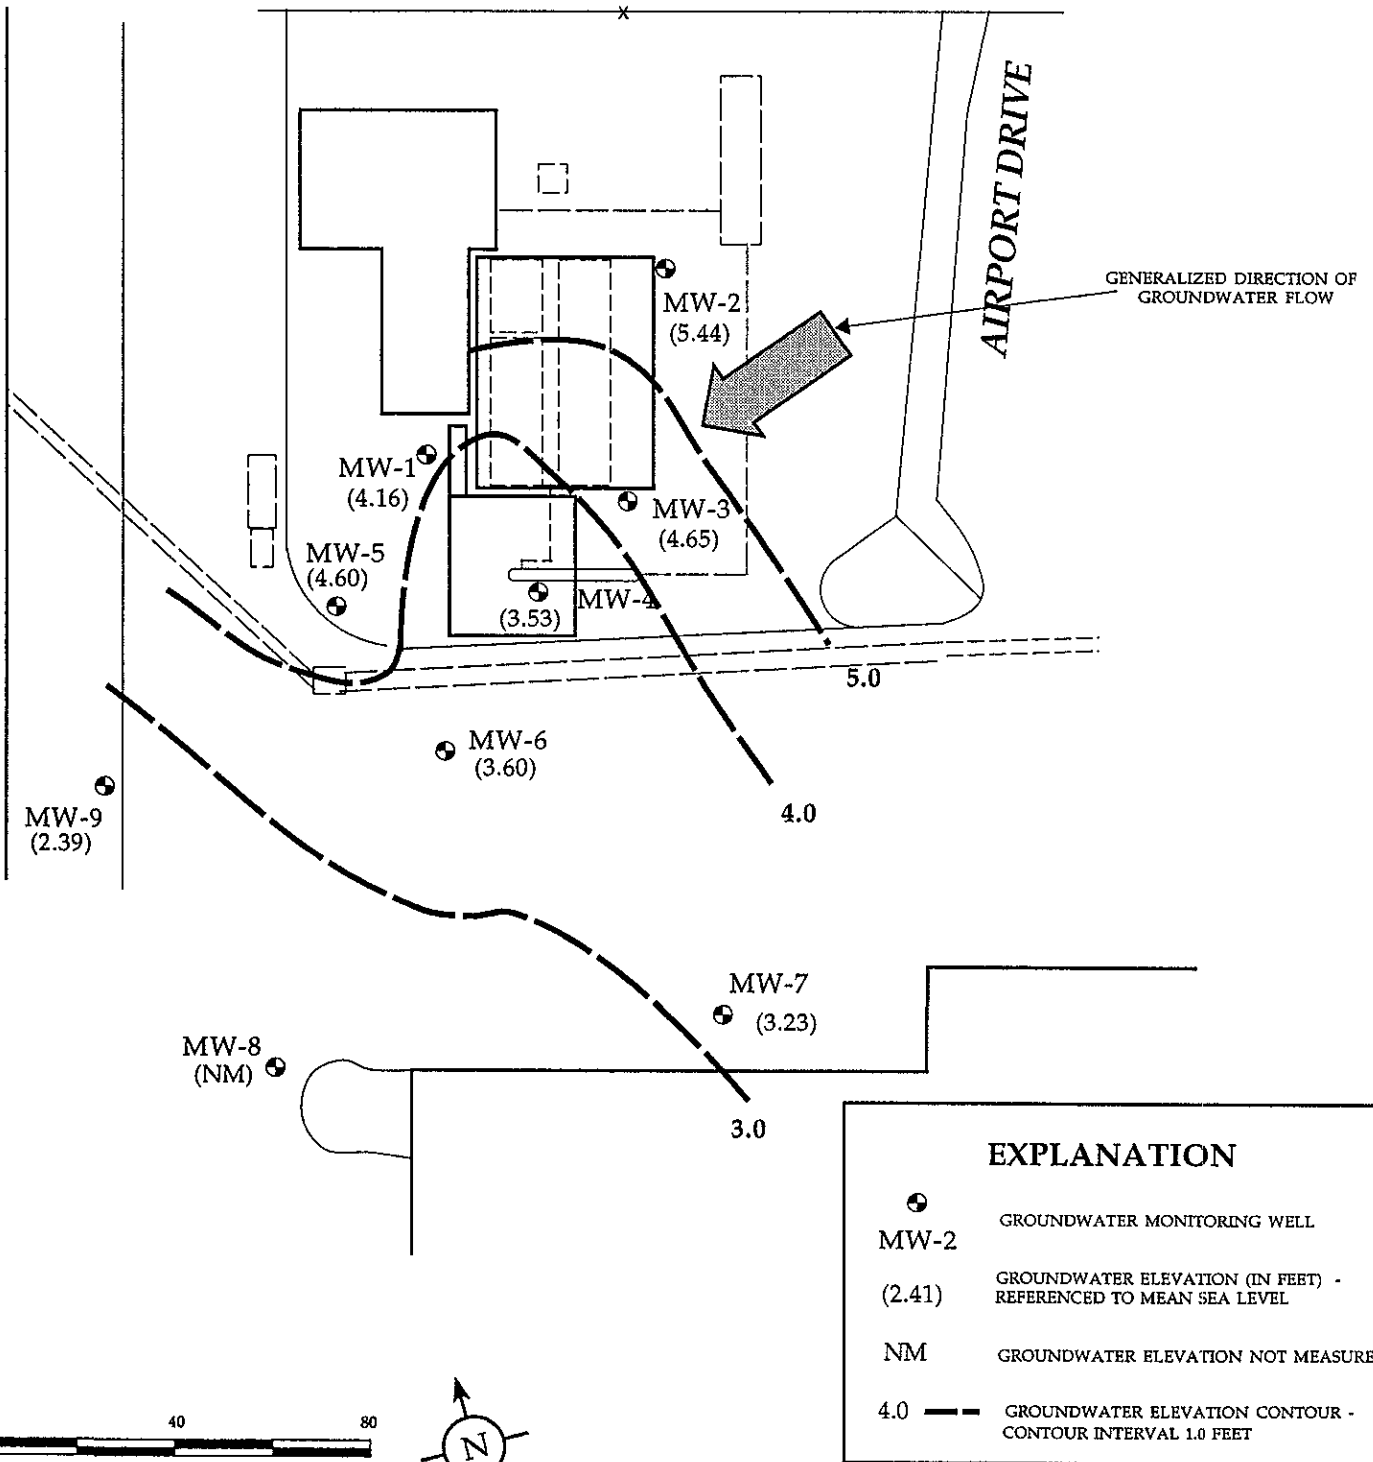 X
AIRPORT DRIVE
GENERALIZED DIRECTION OF
GROUNDWATER FLOW
MW-2
(5.44)
MW-1
(4.16)
MW-3
(4.65)
MW-5
(4.60)
MW-4
(3.53)
5.0
MW-6
(3.60)
4.0
MW-9
(2.39)
MW-7
(3.23)
MW-8
(NM)
3.0
EXPLANATION
MW-2
GROUNDWATER MONITORING WELL
(2.41)
GROUNDWATER ELEVATION (IN FEET) -
REFERENCED TO MEAN SEA LEVEL
NM
GROUNDWATER ELEVATION NOT MEASURE
4.0
GROUNDWATER ELEVATION CONTOUR -
CONTOUR INTERVAL 1.0 FEET
40
80
N